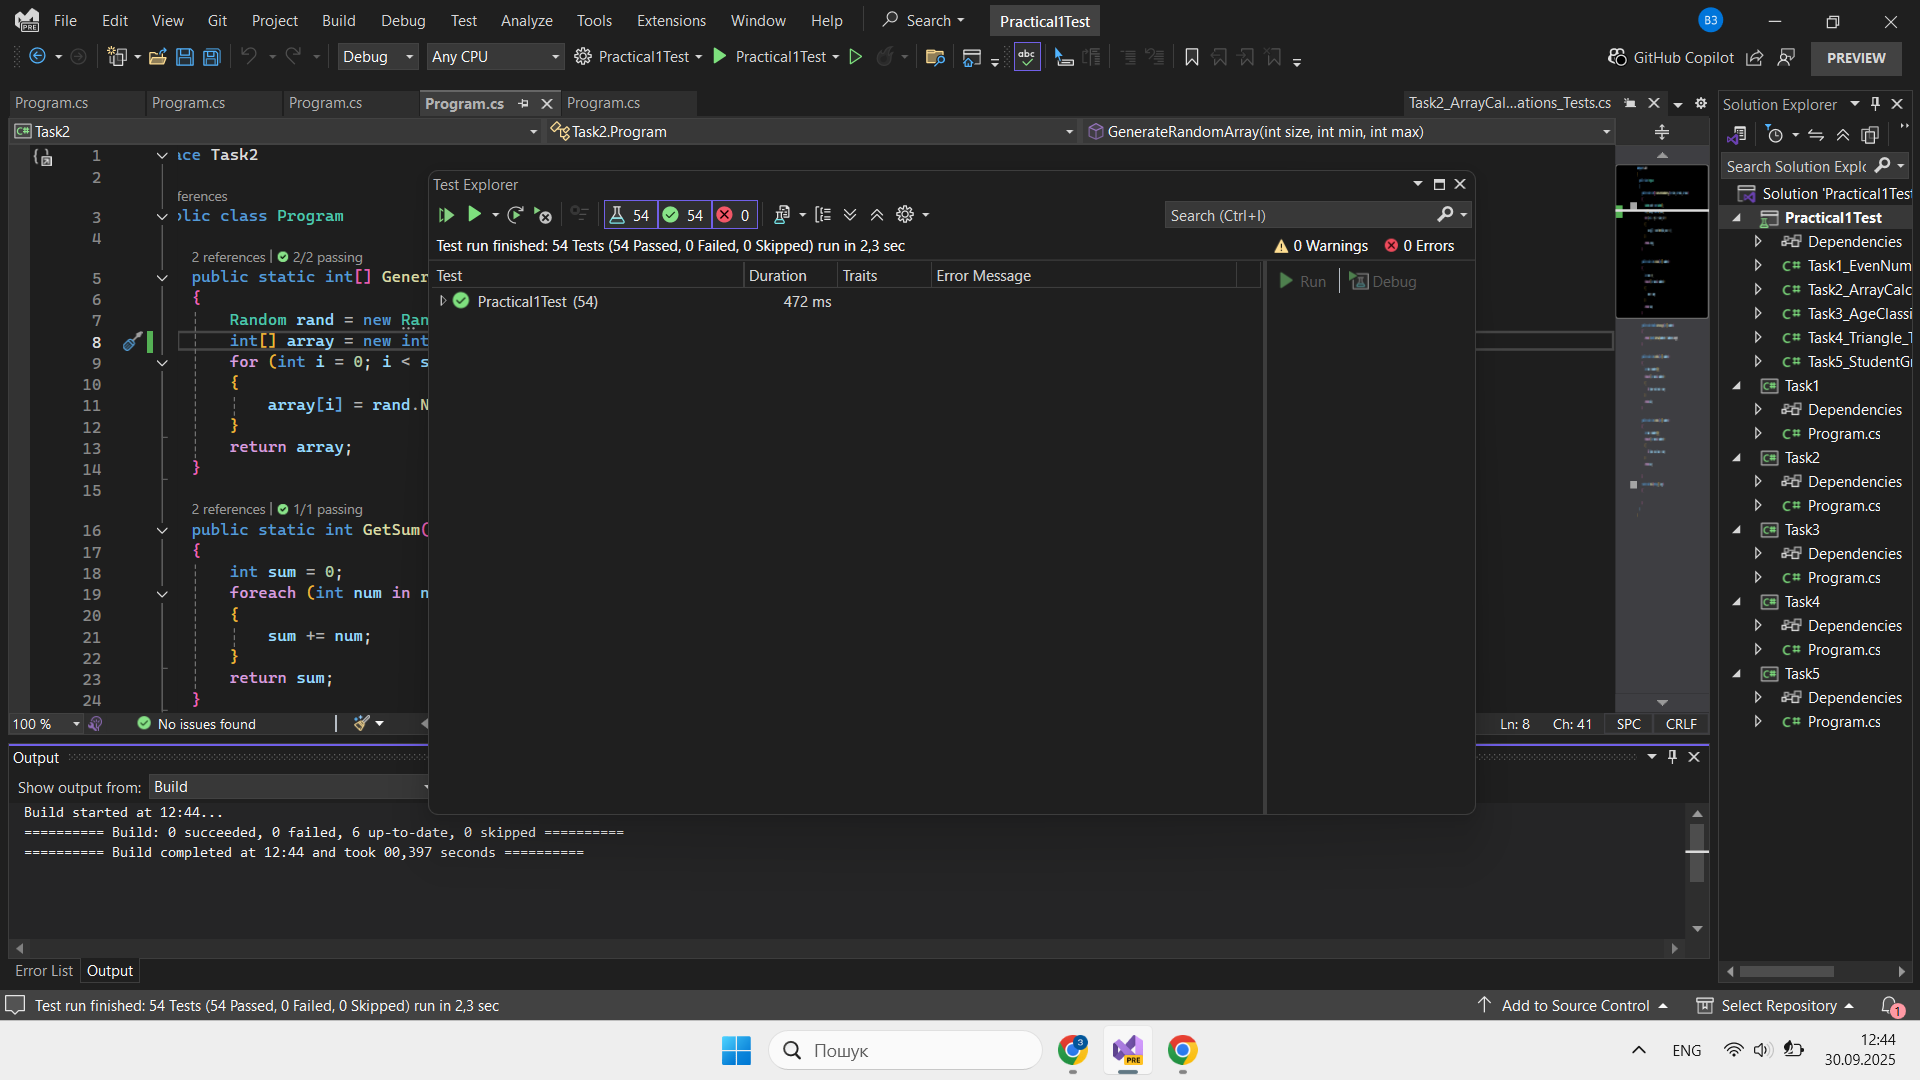 File Edit View Git Project Build Debug Test Analyze Tools Extensions Window Help Search Practical1Test B3
Debug Any CPU Practical1Test Practical1Test GitHub Copilot PREVIEW
Program.cs Program.cs Program.cs Program.cs Program.cs Task2_ArrayCal...ations_Tests.cs
Task2 Task2.Program GenerateRandomArray(int size, int min, int max)
1 ace Task2
2
ferences
3 blic class Program
4
2 references | 2/2 passing
5 public static int[] Gener
6 {
7 Random rand = new Ran
8 int[] array = new int
9 for (int i = 0; i < s
10 {
11 array[i] = rand.N
12 }
13 return array;
14 }
15
2 references | 1/1 passing
16 public static int GetSum(
17 {
18 int sum = 0;
19 foreach (int num in n
20 {
21 sum += num;
22 }
23 return sum;
24 }
100 % No issues found Ln: 8 Ch: 41 SPC CRLF
Test Explorer
54 54 0 Search (Ctrl+I)
Test run finished: 54 Tests (54 Passed, 0 Failed, 0 Skipped) run in 2,3 sec 0 Warnings 0 Errors
Test Duration Traits Error Message
Practical1Test (54) 472 ms
Run Debug
Output
Show output from: Build
Build started at 12:44...
========== Build: 0 succeeded, 0 failed, 6 up-to-date, 0 skipped ==========
========== Build completed at 12:44 and took 00,397 seconds ==========
Error List Output
Solution Explorer
Search Solution Explo
Solution 'Practical1Test
Practical1Test
Dependencies
C# Task1_EvenNum
C# Task2_ArrayCalc
C# Task3_AgeClassi
C# Task4_Triangle_T
C# Task5_StudentGr
Task1
Dependencies
C# Program.cs
Task2
Dependencies
C# Program.cs
Task3
Dependencies
C# Program.cs
Task4
Dependencies
C# Program.cs
Task5
Dependencies
C# Program.cs
Test run finished: 54 Tests (54 Passed, 0 Failed, 0 Skipped) run in 2,3 sec Add to Source Control Select Repository 1
Пошук 3 PRE ENG 12:44
30.09.2025